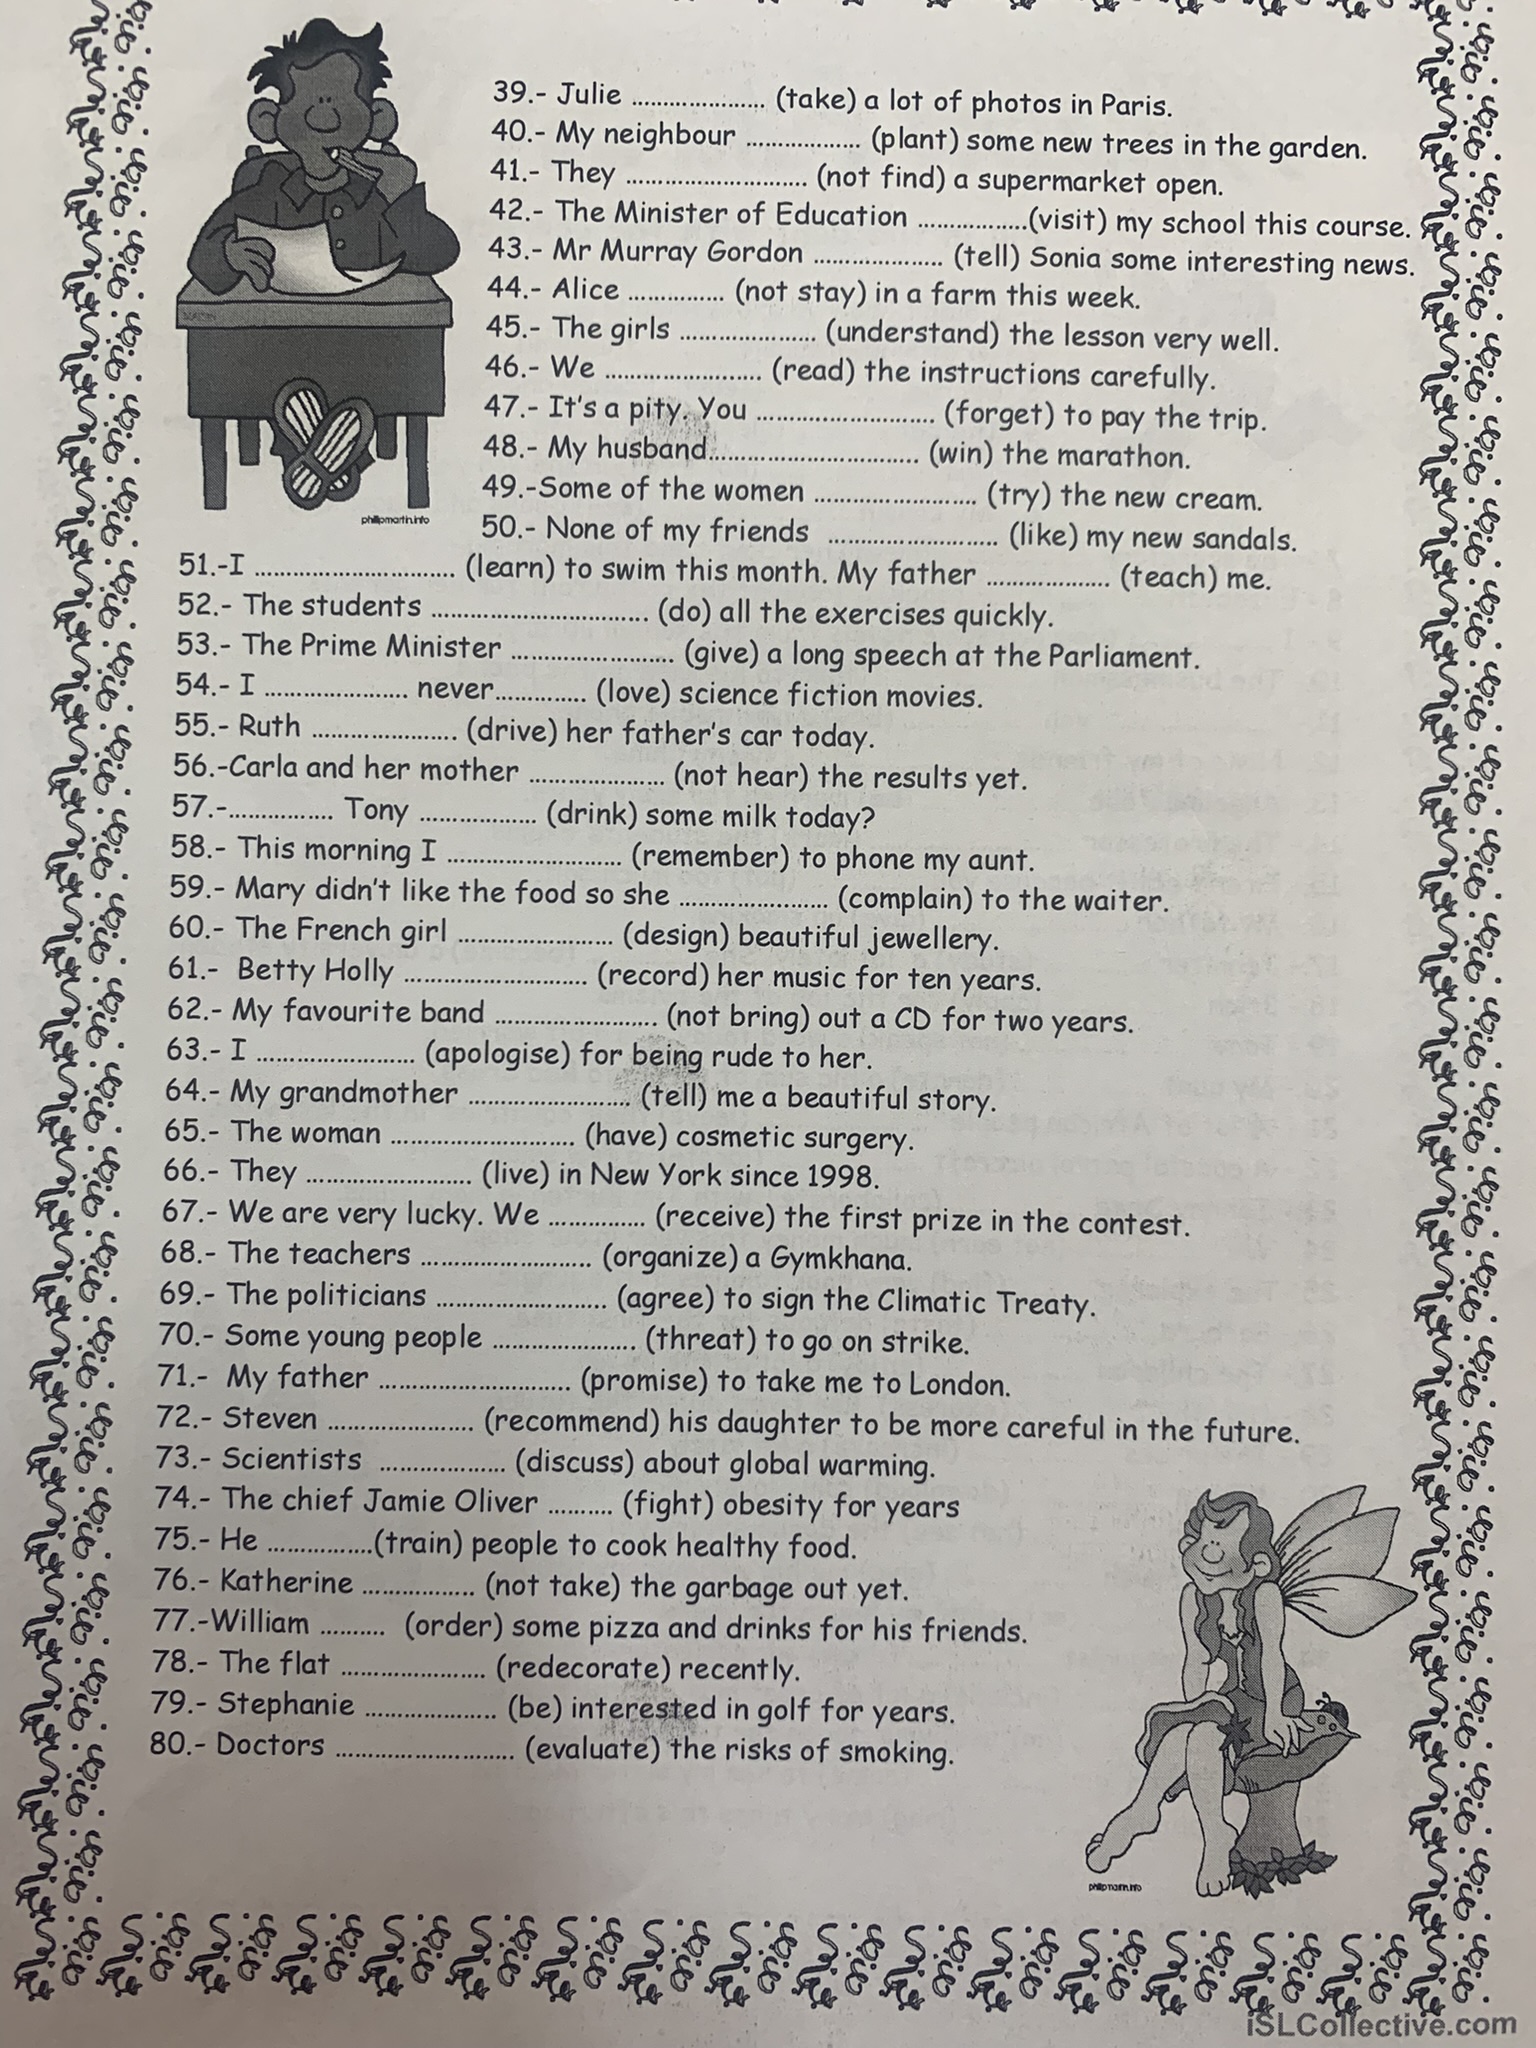 39.- Julie ..................... (take) a lot of photos in Paris.
40.- My neighbour .................. (plant) some new trees in the garden.
41.- They ............................ (not find) a supermarket open.
42.- The Minister of Education .................(visit) my school this course.
43.- Mr Murray Gordon .................... (tell) Sonia some interesting news.
44.- Alice ............... (not stay) in a farm this week.
45.- The girls ..................... (understand) the lesson very well.
46.- We ........................ (read) the instructions carefully.
47.- It's a pity. You ............................ (forget) to pay the trip.
48.- My husband................................. (win) the marathon.
49.-Some of the women ......................... (try) the new cream.
50.- None of my friends .......................... (like) my new sandals.
phillipmartin.info
51.-I ............................... (learn) to swim this month. My father ................... (teach) me.
52.- The students .................................. (do) all the exercises quickly.
53.- The Prime Minister ......................... (give) a long speech at the Parliament.
54.- I ...................... never.............. (love) science fiction movies.
55.- Ruth ...................... (drive) her father's car today.
56.-Carla and her mother ..................... (not hear) the results yet.
57.-................ Tony .................. (drink) some milk today?
58.- This morning I ........................... (remember) to phone my aunt.
59.- Mary didn't like the food so she ....................... (complain) to the waiter.
60.- The French girl ........................ (design) beautiful jewellery.
61.- Betty Holly ............................ (record) her music for ten years.
62.- My favourite band ......................... (not bring) out a CD for two years.
63.- I ........................ (apologise) for being rude to her.
64.- My grandmother ......................... (tell) me a beautiful story.
65.- The woman ............................ (have) cosmetic surgery.
66.- They ......................... (live) in New York since 1998.
67.- We are very lucky. We ............... (receive) the first prize in the contest.
68.- The teachers .......................... (organize) a Gymkhana.
69.- The politicians .......................... (agree) to sign the Climatic Treaty.
70.- Some young people ...................... (threat) to go on strike.
71.- My father ............................. (promise) to take me to London.
72.- Steven ...................... (recommend) his daughter to be more careful in the future.
73.- Scientists ................... (discuss) about global warming.
74.- The chief Jamie Oliver .......... (fight) obesity for years
75.- He ................(train) people to cook healthy food.
76.- Katherine ................. (not take) the garbage out yet.
77.-William .......... (order) some pizza and drinks for his friends.
78.- The flat ...................... (redecorate) recently.
79.- Stephanie .................... (be) interested in golf for years.
80.- Doctors ........................... (evaluate) the risks of smoking.
phillipmartin.info
iSLCollective.com